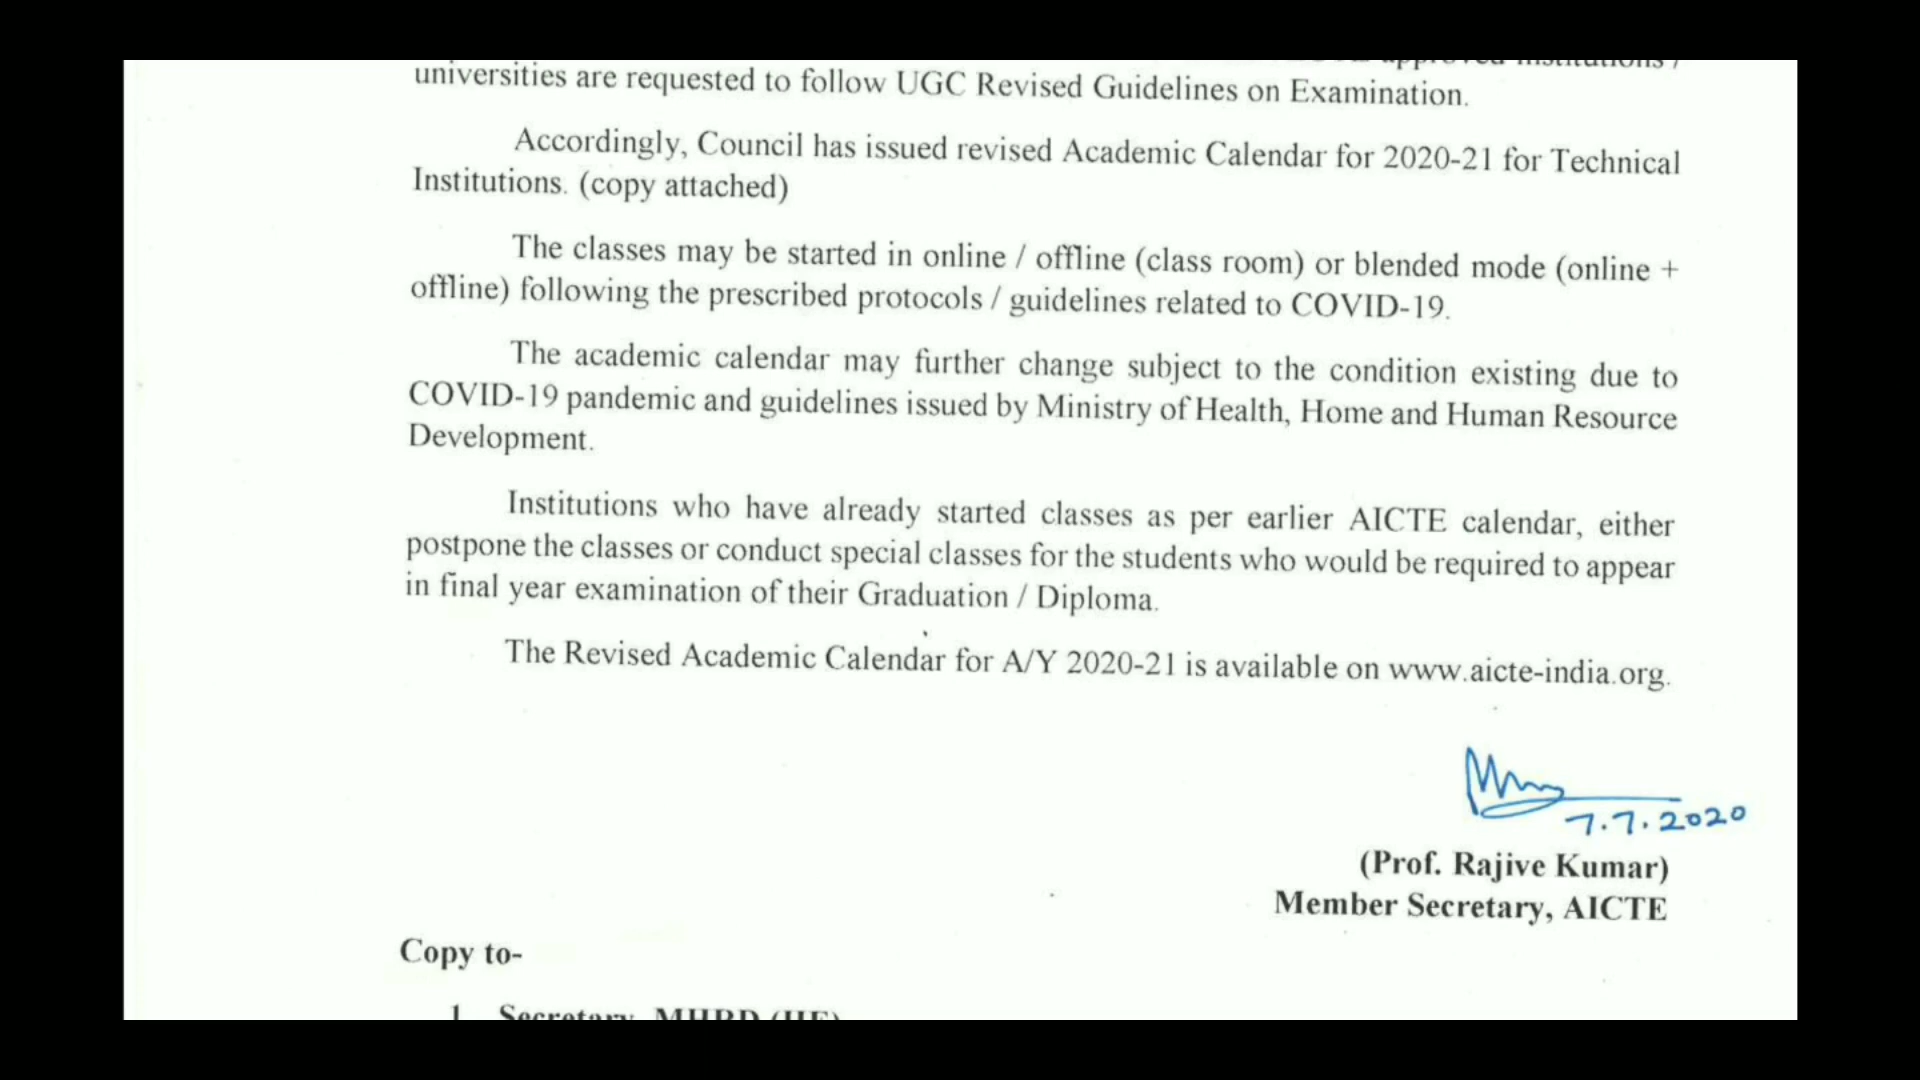 approved institutions /
universities are requested to follow UGC Revised Guidelines on Examination.
Accordingly, Council has issued revised Academic Calendar for 2020-21 for Technical
Institutions. (copy attached)
The classes may be started in online / offline (class room) or blended mode (online +
offline) following the prescribed protocols / guidelines related to COVID-19.
The academic calendar may further change subject to the condition existing due to
COVID-19 pandemic and guidelines issued by Ministry of Health, Home and Human Resource
Development.
Institutions who have already started classes as per earlier AICTE calendar, either
postpone the classes or conduct special classes for the students who would be required to appear
in final year examination of their Graduation / Diploma.
The Revised Academic Calendar for A/Y 2020-21 is available on www.aicte-india.org.
7.7.2020
(Prof. Rajive Kumar)
Member Secretary, AICTE
Copy to-
1. Secretary, MHRD (HE)